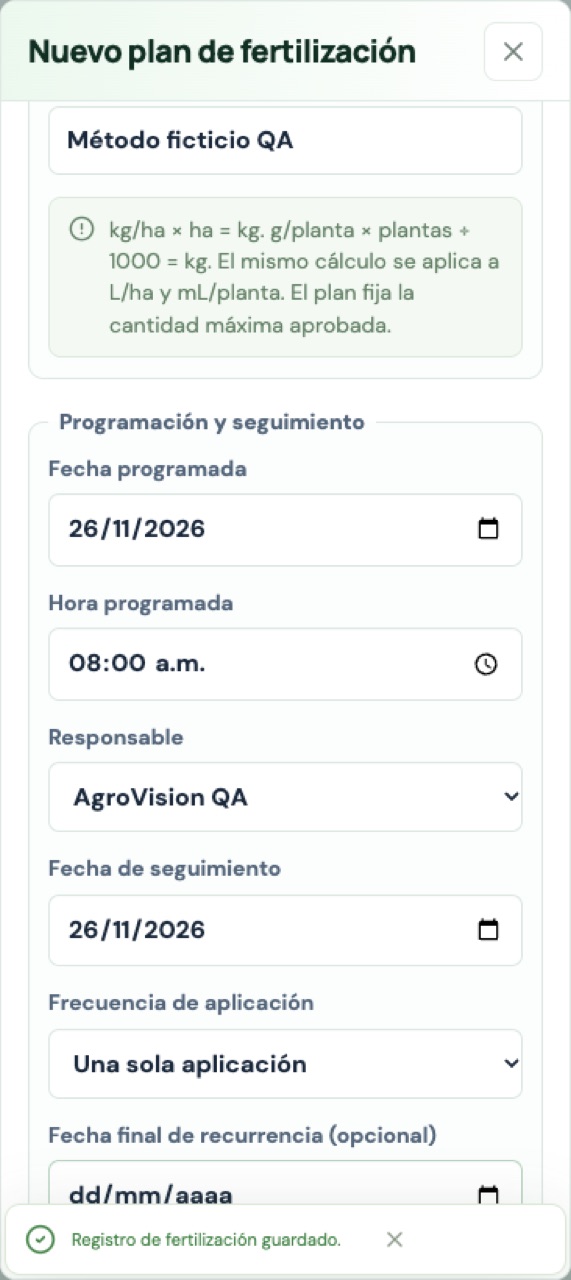 Nuevo plan de fertilización
Método ficticio QA
kg/ha × ha = kg. g/planta × plantas ÷
1000 = kg. El mismo cálculo se aplica a
L/ha y mL/planta. El plan fija la
cantidad máxima aprobada.
Programación y seguimiento
Fecha programada
26/11/2026
Hora programada
08:00 a.m.
Responsable
AgroVision QA
Fecha de seguimiento
26/11/2026
Frecuencia de aplicación
Una sola aplicación
Fecha final de recurrencia (opcional)
dd/mm/aaaa
Registro de fertilización guardado.